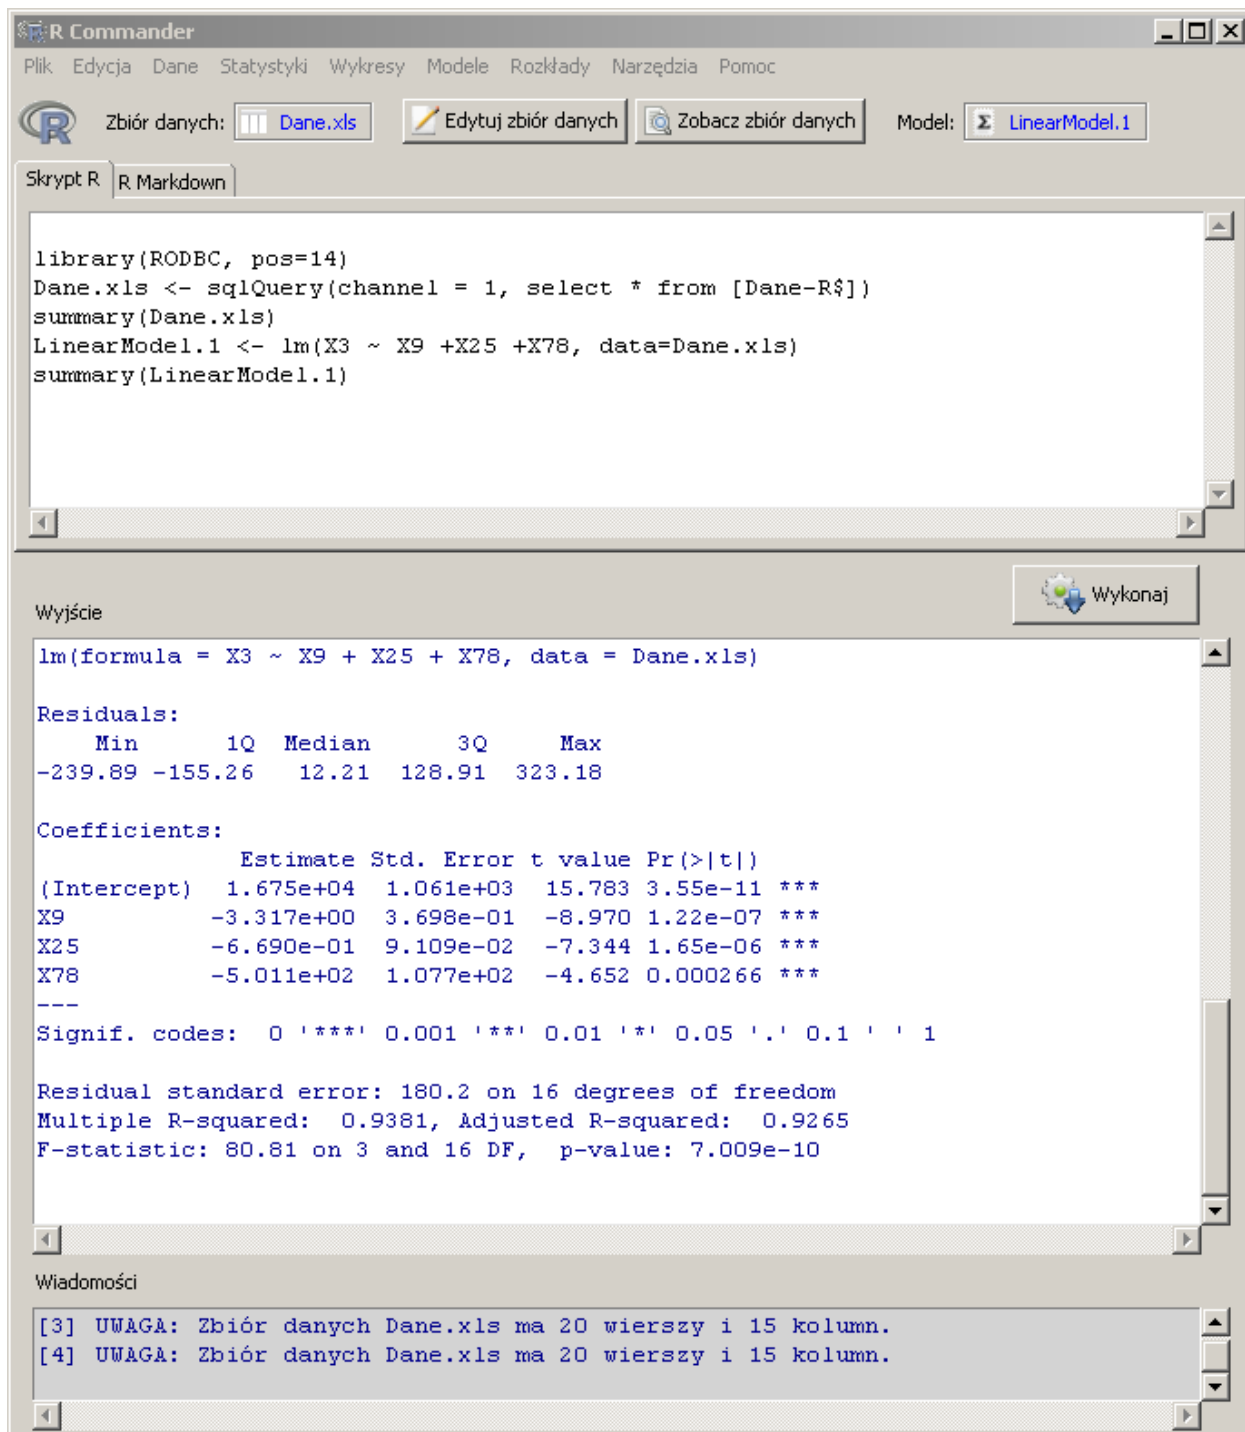 R Commander
Plik Edycja Dane Statystyki Wykresy Modele Rozkłady Narzędzia Pomoc
Zbiór danych: Dane.xls Edytuj zbiór danych Zobacz zbiór danych Model: Σ LinearModel.1
Skrypt R R Markdown
library(RODBC, pos=14)
Dane.xls <- sqlQuery(channel = 1, select * from [Dane-R$])
summary(Dane.xls)
LinearModel.1 <- lm(X3 ~ X9 +X25 +X78, data=Dane.xls)
summary(LinearModel.1)
Wykonaj
Wyjście
lm(formula = X3 ~ X9 + X25 + X78, data = Dane.xls)
Residuals:
Min 1Q Median 3Q Max
-239.89 -155.26 12.21 128.91 323.18
Coefficients:
Estimate Std. Error t value Pr(>|t|)
(Intercept) 1.675e+04 1.061e+03 15.783 3.55e-11 ***
X9 -3.317e+00 3.698e-01 -8.970 1.22e-07 ***
X25 -6.690e-01 9.109e-02 -7.344 1.65e-06 ***
X78 -5.011e+02 1.077e+02 -4.652 0.000266 ***
---
Signif. codes: 0 '***' 0.001 '**' 0.01 '*' 0.05 '.' 0.1 ' ' 1
Residual standard error: 180.2 on 16 degrees of freedom
Multiple R-squared: 0.9381, Adjusted R-squared: 0.9265
F-statistic: 80.81 on 3 and 16 DF, p-value: 7.009e-10
Wiadomości
[3] UWAGA: Zbiór danych Dane.xls ma 20 wierszy i 15 kolumn.
[4] UWAGA: Zbiór danych Dane.xls ma 20 wierszy i 15 kolumn.